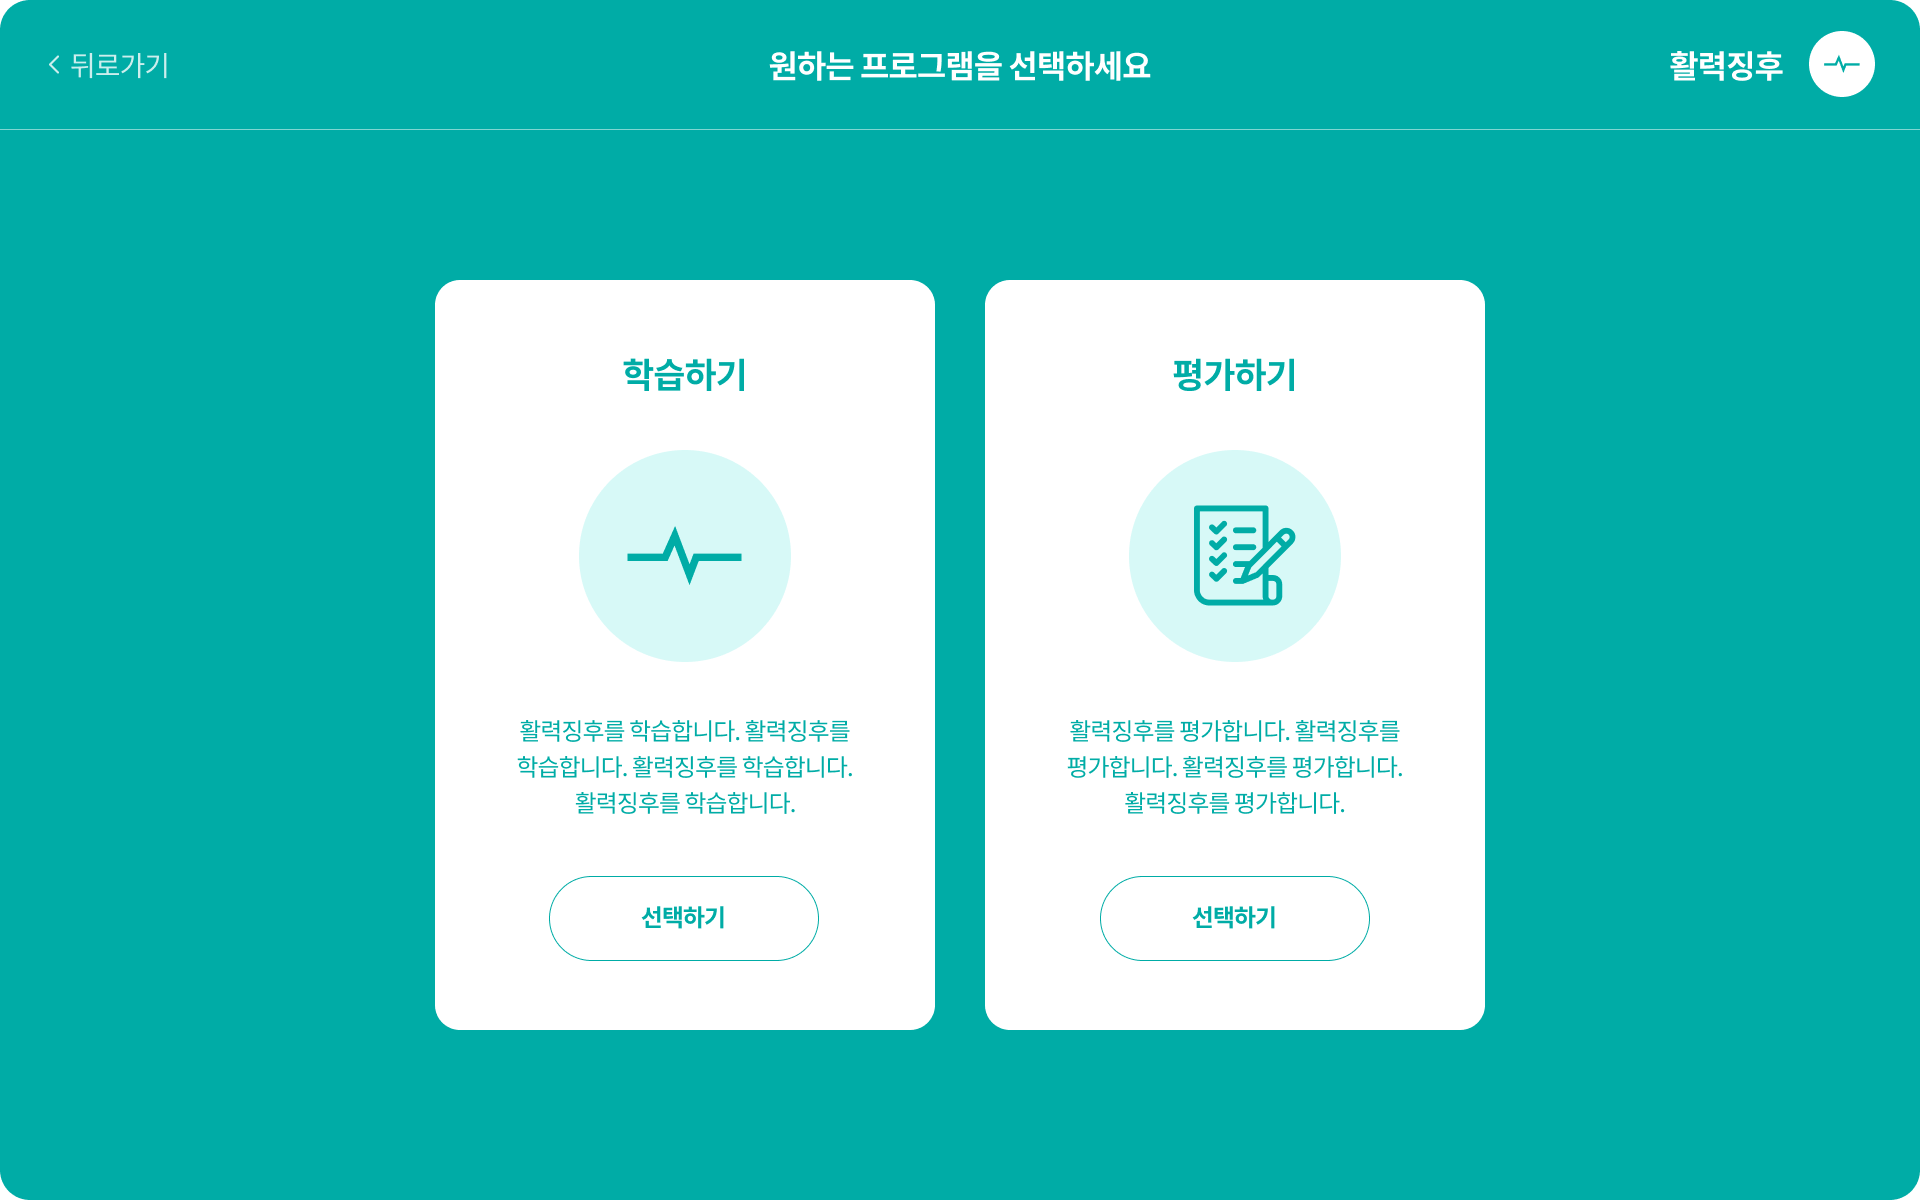 뒤로가기
원하는 프로그램을 선택하세요
활력징후
학습하기
활력징후를 학습합니다. 활력징후를
학습합니다. 활력징후를 학습합니다.
활력징후를 학습합니다.
선택하기
평가하기
활력징후를 평가합니다. 활력징후를
평가합니다. 활력징후를 평가합니다.
활력징후를 평가합니다.
선택하기